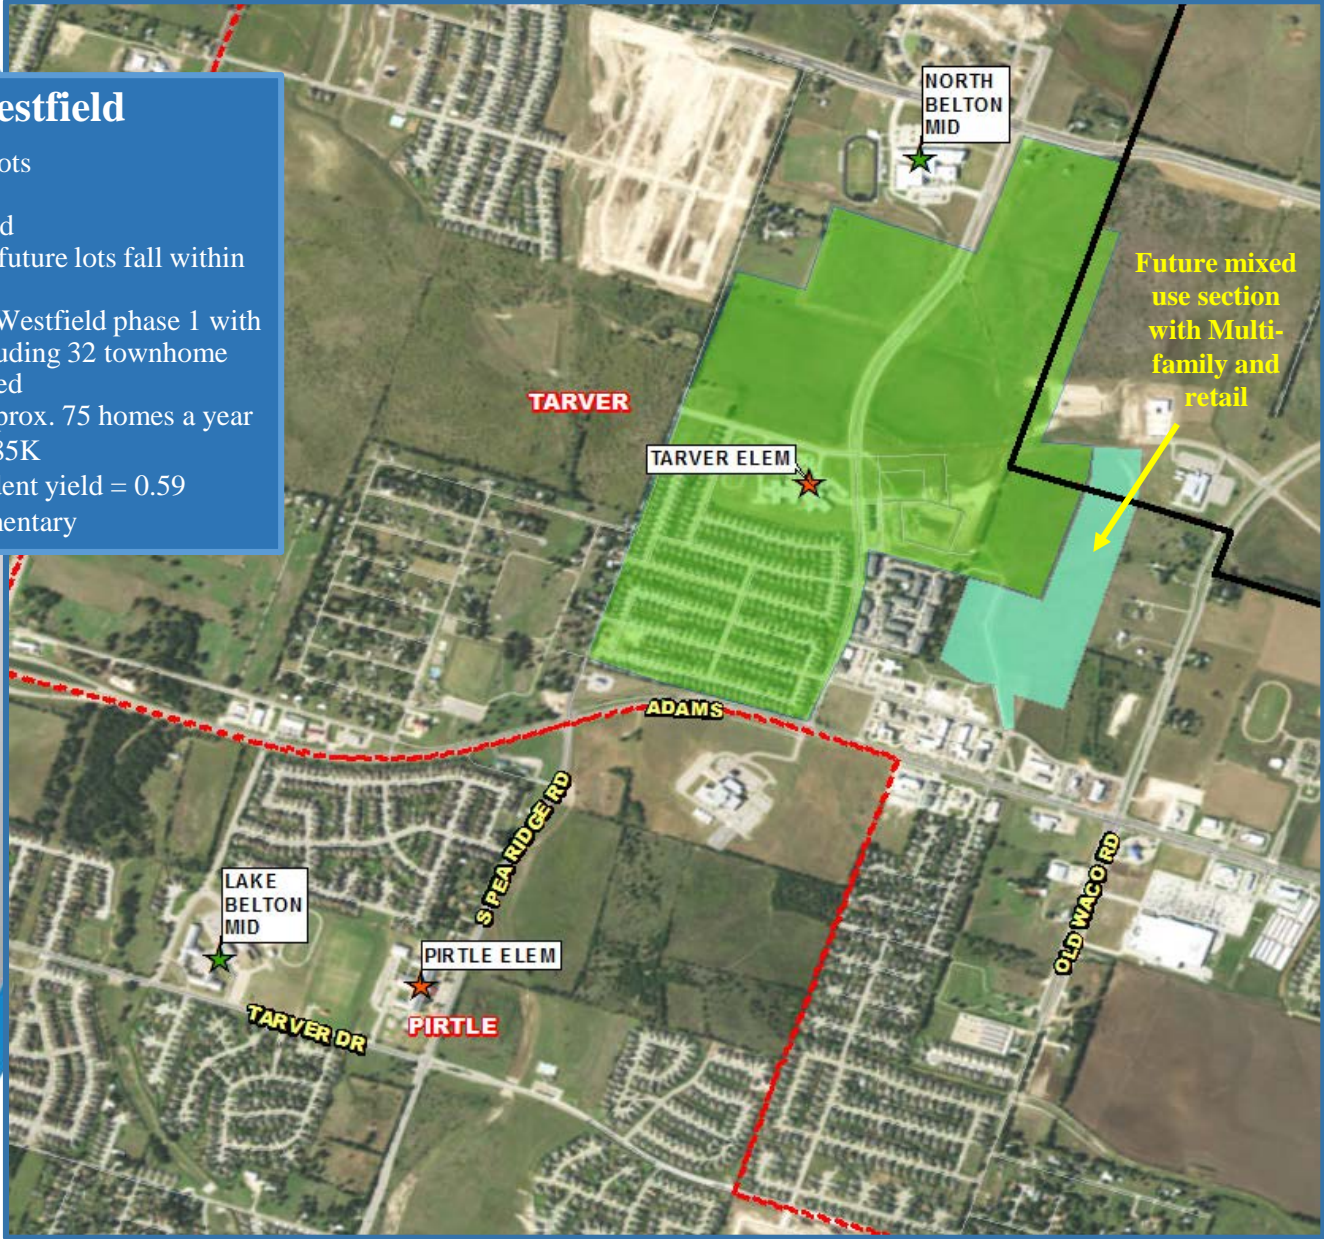 estfield
ots
d
future lots fall within
Westfield phase 1 with
uding 32 townhome
ed
prox. 75 homes a year
85K
dent yield = 0.59
mentary
NORTH
BELTON
MID
Future mixed
use section
with Multi-
family and
retail
TARVER
TARVER ELEM
ADAMS
S PEA RIDGE RD
OLD WACO RD
LAKE
BELTON
MID
PIRTLE ELEM
TARVER DR
PIRTLE